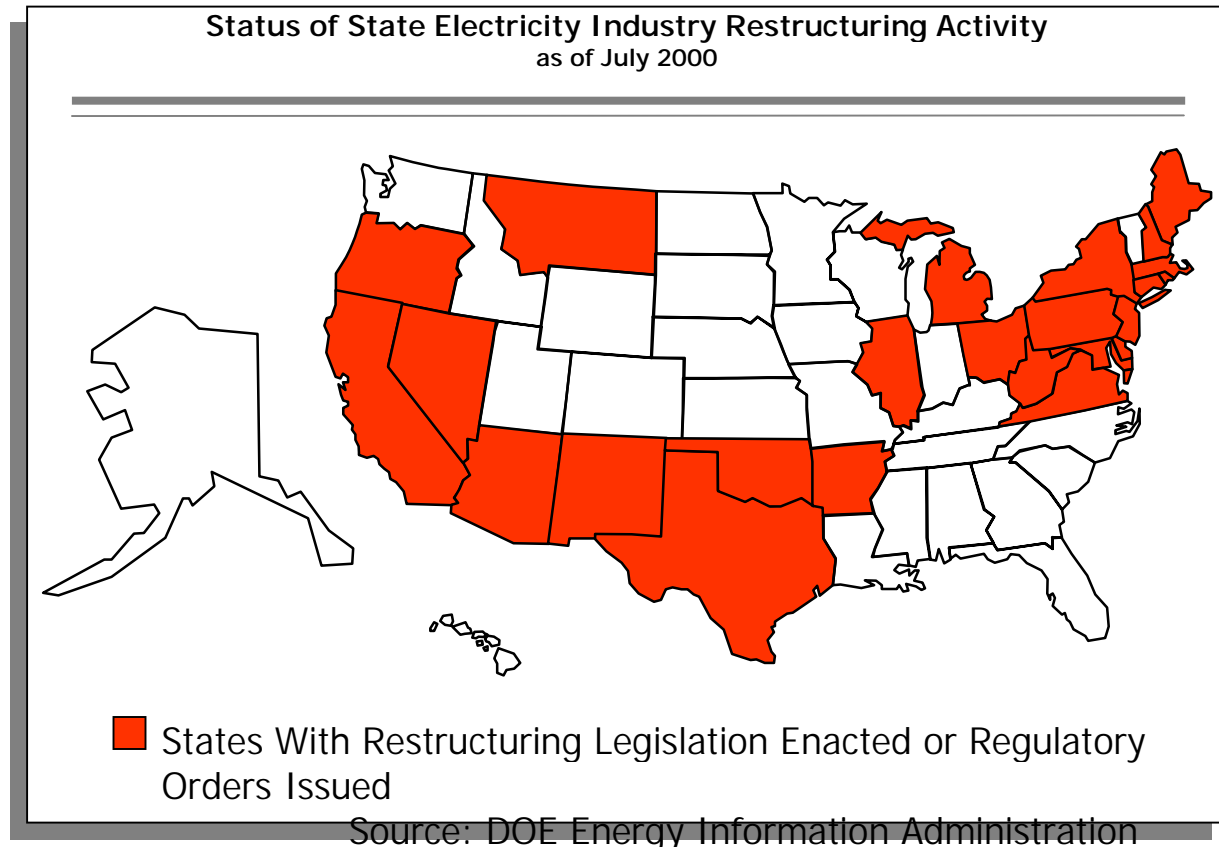 Status of State Electricity Industry Restructuring Activity
as of July 2000
States With Restructuring Legislation Enacted or Regulatory
Orders Issued
Source: DOE Energy Information Administration